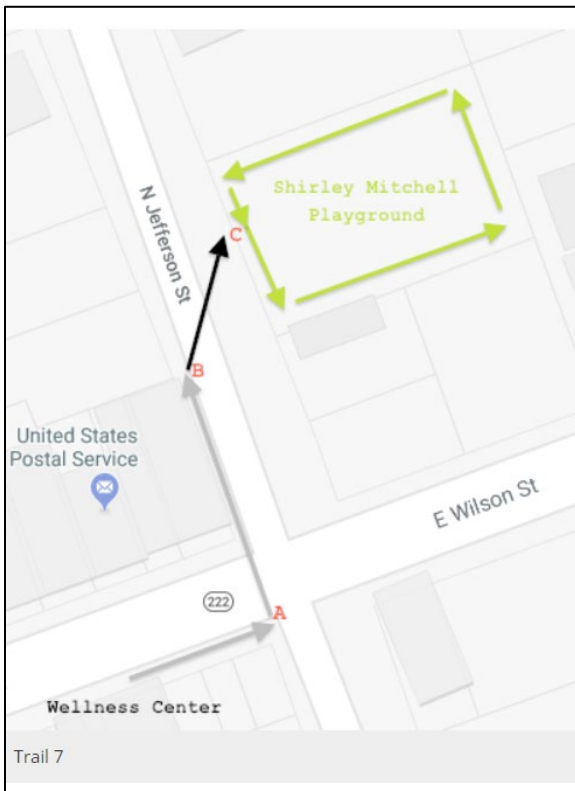 Shirley Mitchell
Playground
N Jefferson St
C
B
United States
Postal Service
E Wilson St
222
A
Wellness Center
Trail 7